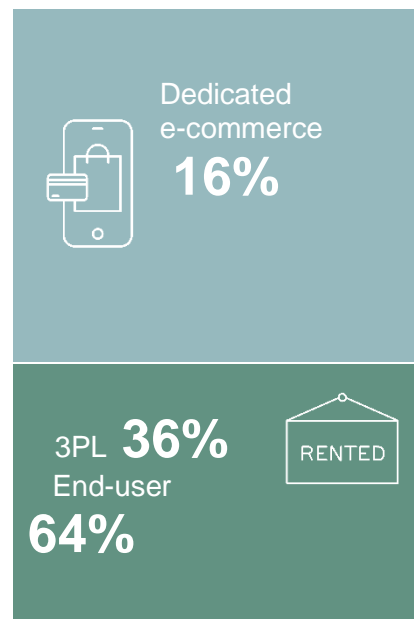 Dedicated
e-commerce
16%
3PL 36%
End-user
64%
RENTED